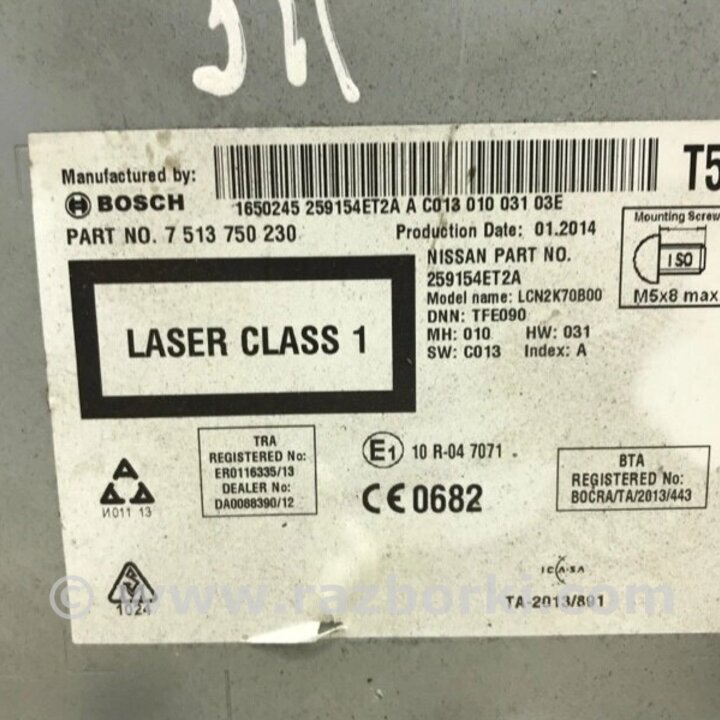 Manufactured by:
BOSCH
1650245 259154ET2A A C013 010 031 03E
T5
PART NO. 7 513 750 230
Production Date: 01.2014
NISSAN PART NO.
259154ET2A
Model name: LCN2K70B00
DNN: TFE090
MH: 010 HW: 031
SW: C013 Index: A
Mounting Screw
ISO
M5x8 max
LASER CLASS 1
TRA
REGISTERED No:
ER0116335/13
DEALER No:
DA0088390/12
E1 10 R-04 7071
CE 0682
BTA
REGISTERED No:
BOCRA/TA/2013/443
И011 13
1024
ICASA
TA-2013/891
© www.razborki.com